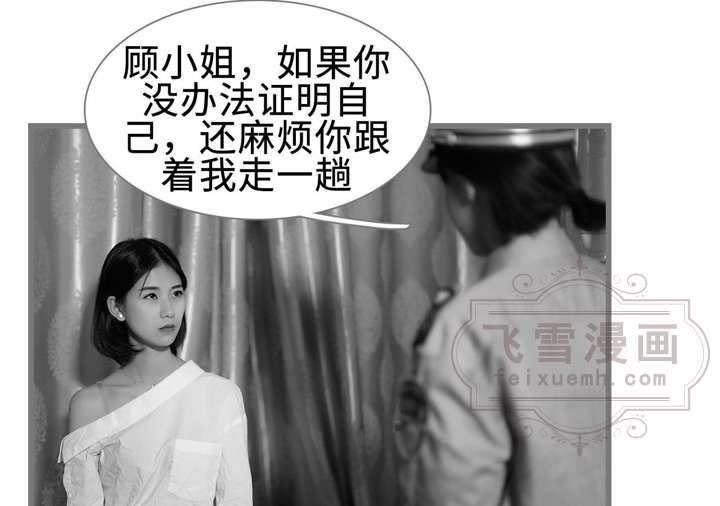 顾小姐，如果你
没办法证明自
己，还麻烦你跟
着我走一趟
飞雪漫画
feixuemh.com